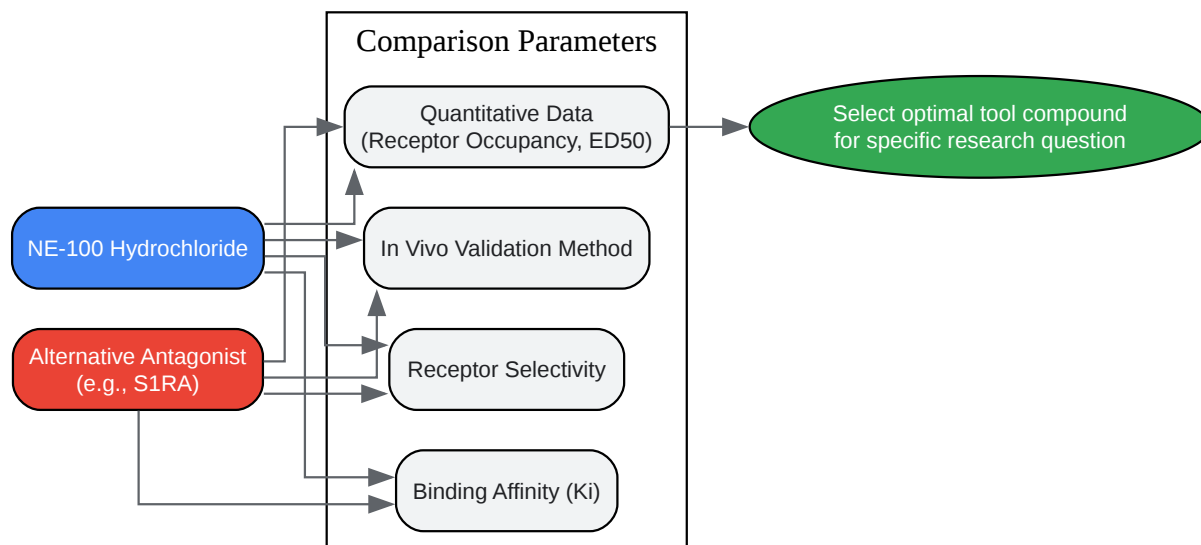 Comparison Parameters
Quantitative Data
(Receptor Occupancy, ED50)
Select optimal tool compound
for specific research question
NE-100 Hydrochloride
In Vivo Validation Method
Alternative Antagonist
(e.g., S1RA)
Receptor Selectivity
Binding Affinity (Ki)